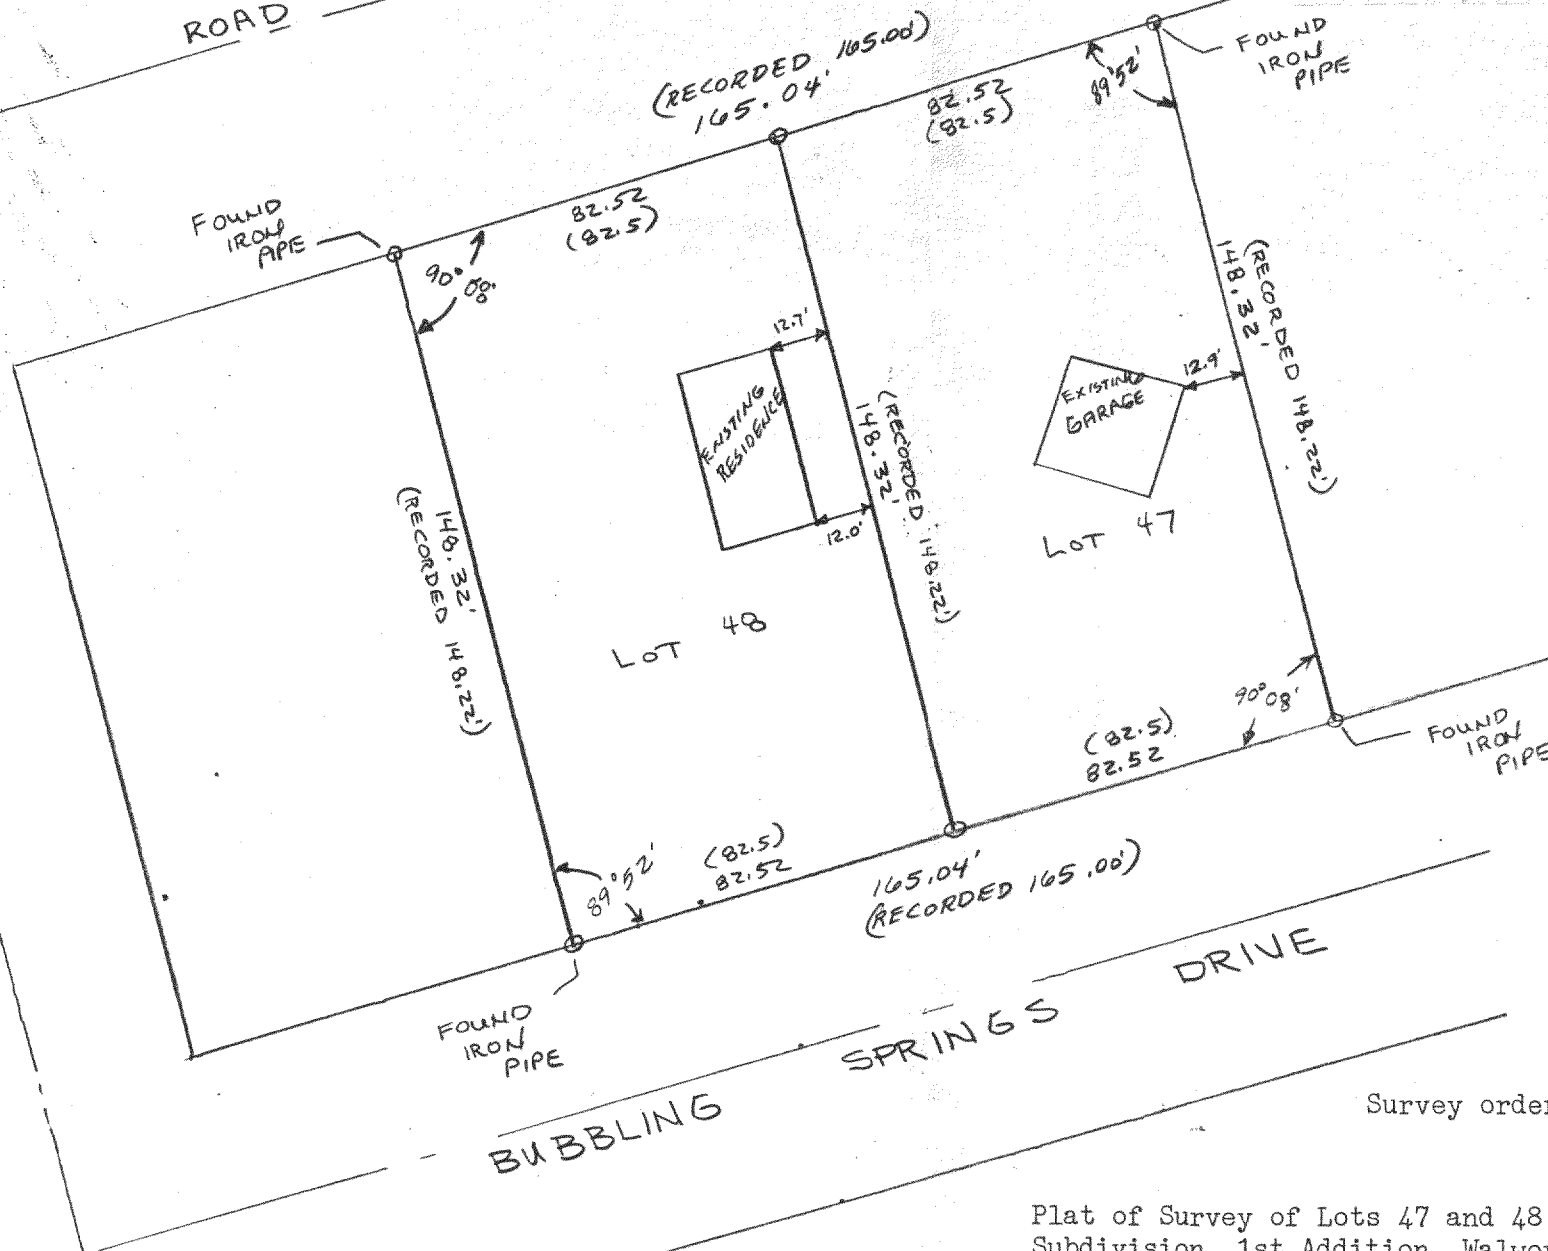 ROAD
(RECORDED 165.00')
165.04'
FOUND
IRON
PIPE
89°52'
82.52
(82.5)
FOUND
IRON
PIPE
82.52
(82.5)
90°08'
12.7'
EXISTING
RESIDENCE
12.0'
148.32'
(RECORDED 148.22')
EXISTING
GARAGE
12.9'
148.32'
(RECORDED 148.22')
148.32'
(RECORDED 148.22')
LOT 47
LOT 48
90°08'
FOUND
IRON
PIPE
(82.5)
82.52
89°52'
(82.5)
82.52
165.04'
(RECORDED 165.00')
FOUND
IRON
PIPE
BUBBLING SPRINGS DRIVE
Survey order
Plat of Survey of Lots 47 and 48
Subdivision, 1st Addition, Walwo